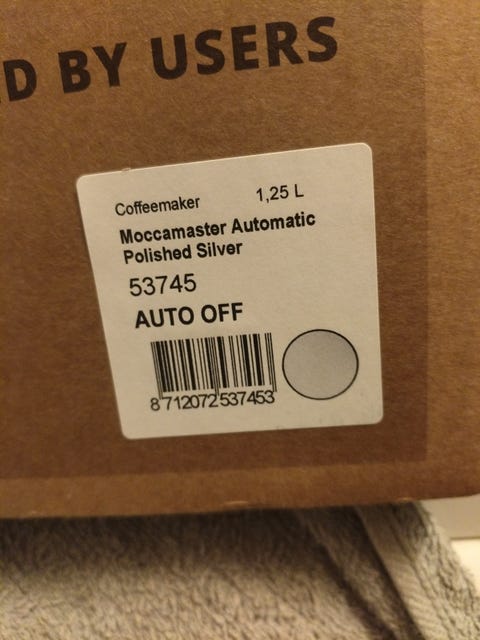 D BY USERS
Coffeemaker 1,25 L
Moccamaster Automatic
Polished Silver
53745
AUTO OFF
8 712072 537453